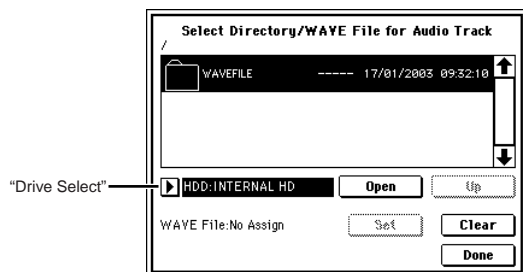 Select Directory/WAVE File for Audio Track
/
WAVEFILE ----- 17/01/2003 09:32:10
"Drive Select" HDD:INTERNAL HD Open Up
WAVE File:No Assign Set Clear
Done